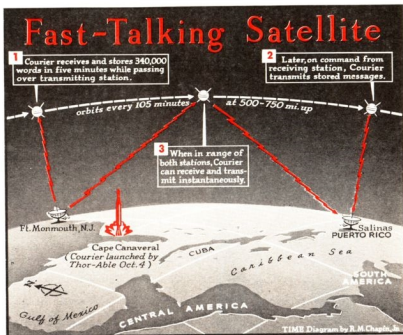 Fast-Talking Satellite
1 Courier receives and stores 340,000
words in five minutes while passing
over transmitting station.
2 Later, on command from
receiving station, Courier
transmits stored messages.
orbits every 105 minutes at 500-750 mi. up
3 When in range of
both stations, Courier
can receive and trans-
mit instantaneously.
Ft. Monmouth, N.J.
Salinas
PUERTO RICO
Cape Canaveral
(Courier launched by
Thor-Able Oct. 4)
CUBA
Caribbean Sea
SOUTH
AMERICA
Gulf of Mexico
CENTRAL AMERICA
TIME Diagram by R. M. Chapin, Jr.